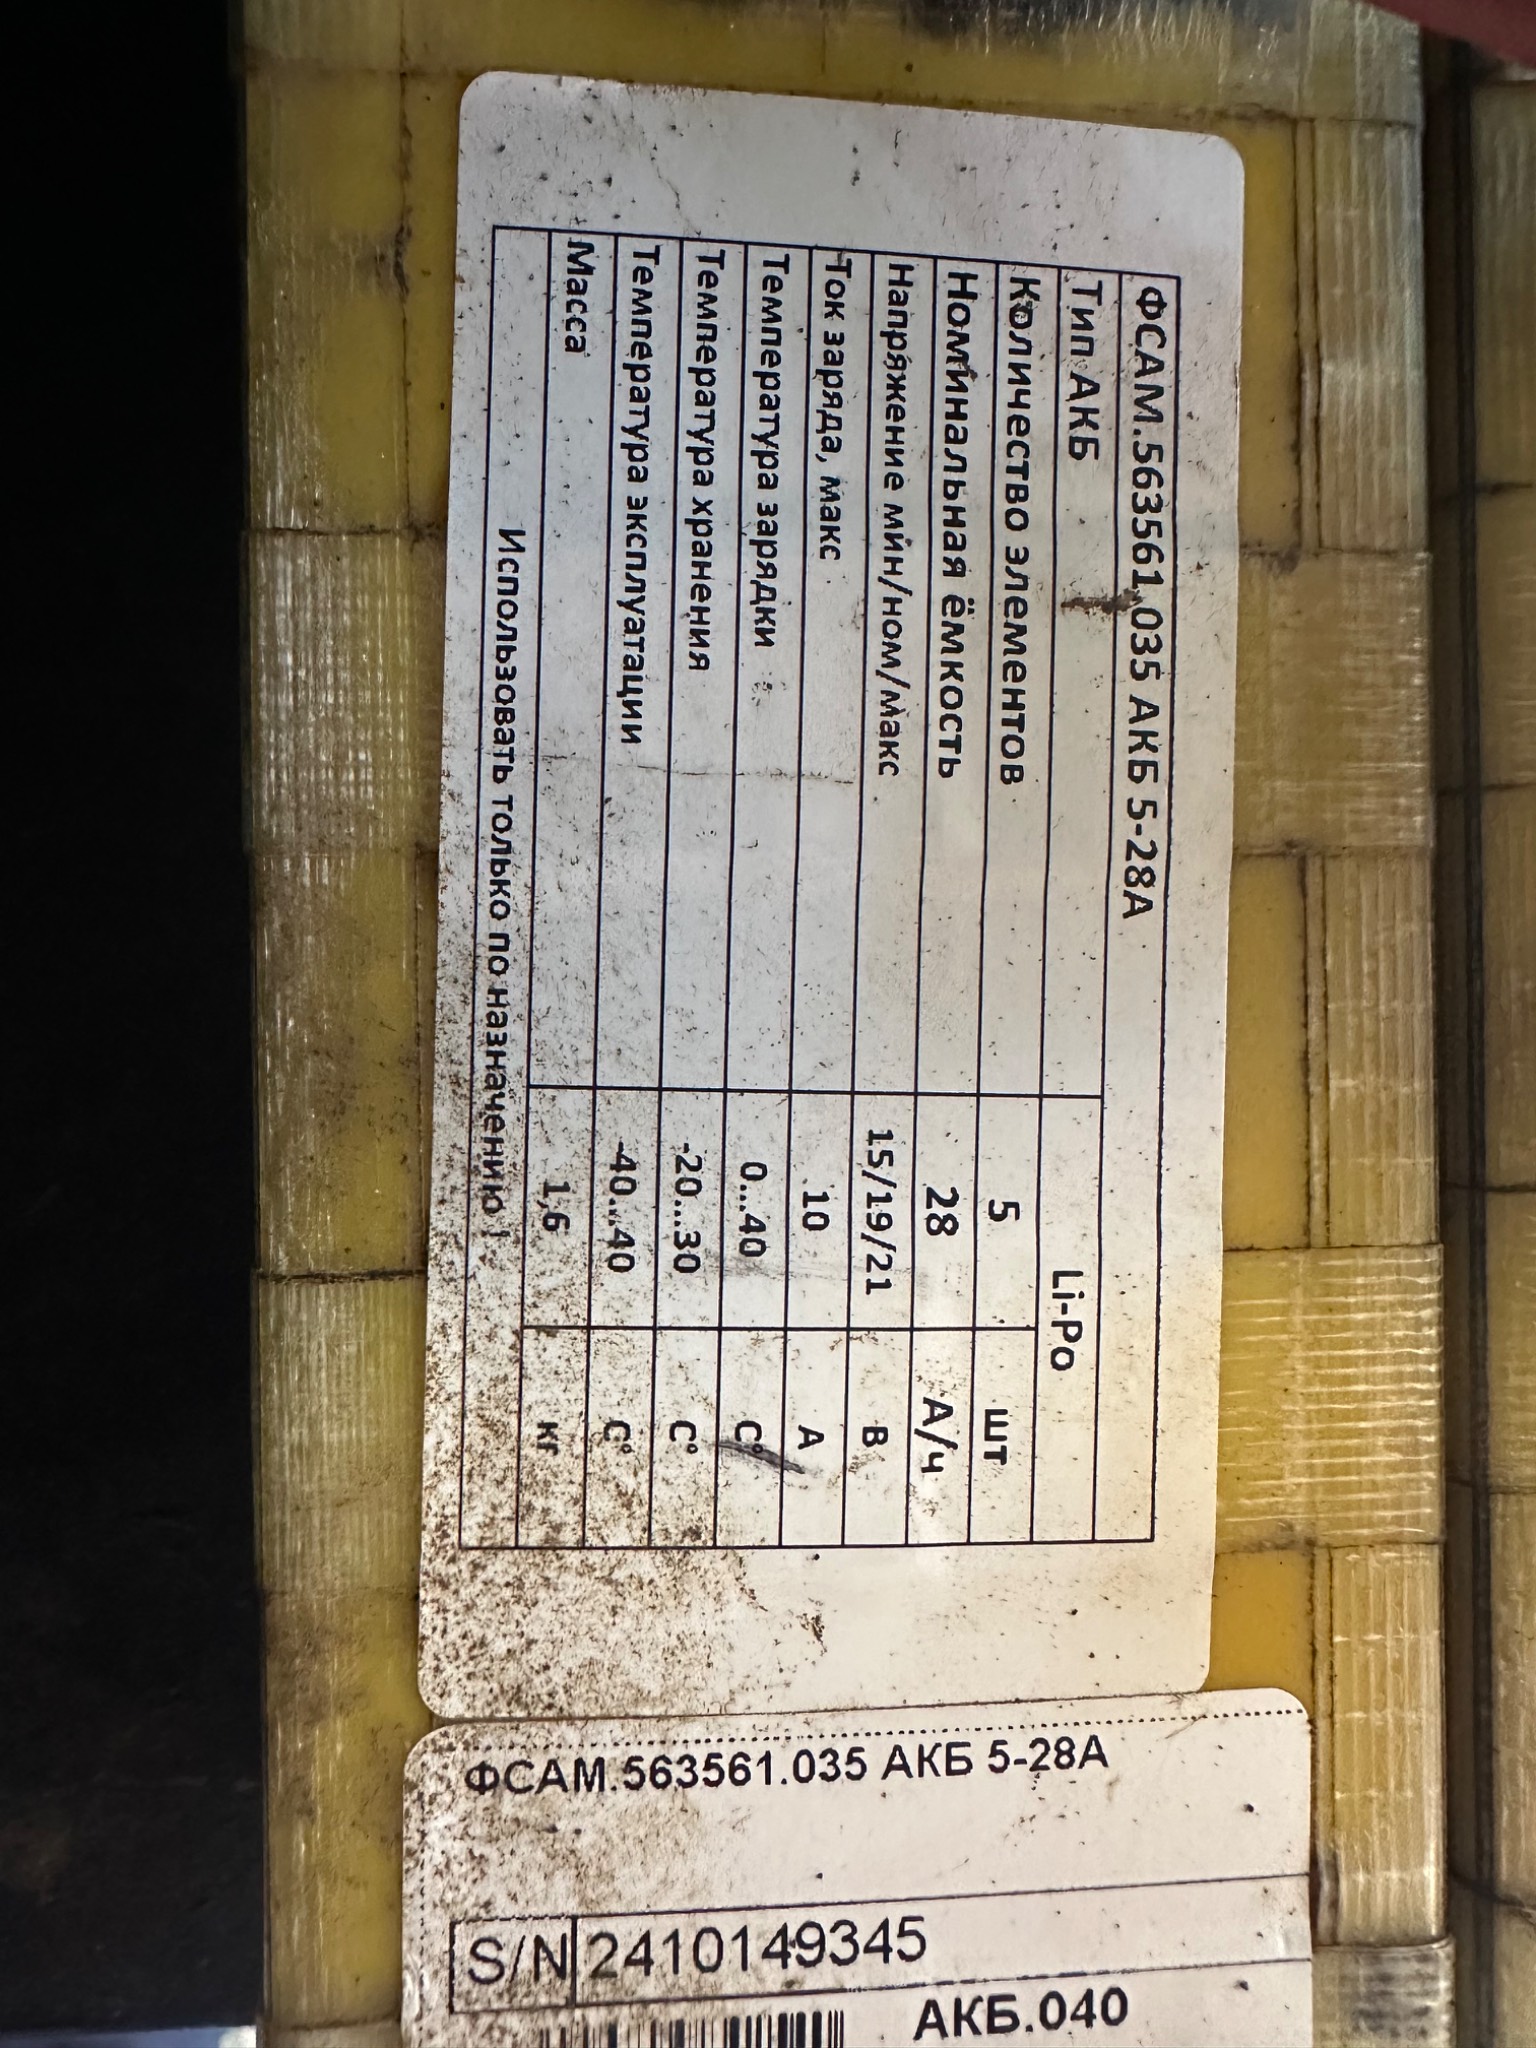 ФСАМ.563561.035 АКБ 5-28А
Тип АКБ Li-Po
Количество элементов 5 шт
Номинальная ёмкость 28 А/ч
Напряжение мин/ном/макс 15/19/21 В
Ток заряда, макс 10 А
Температура зарядки 0...40 С°
Температура хранения -20...30 С°
Температура эксплуатации -40...40 С°
Масса 1,6 кг
Использовать только по назначению !
ФСАМ.563561.035 АКБ 5-28А
S/N 2410149345
АКБ.040